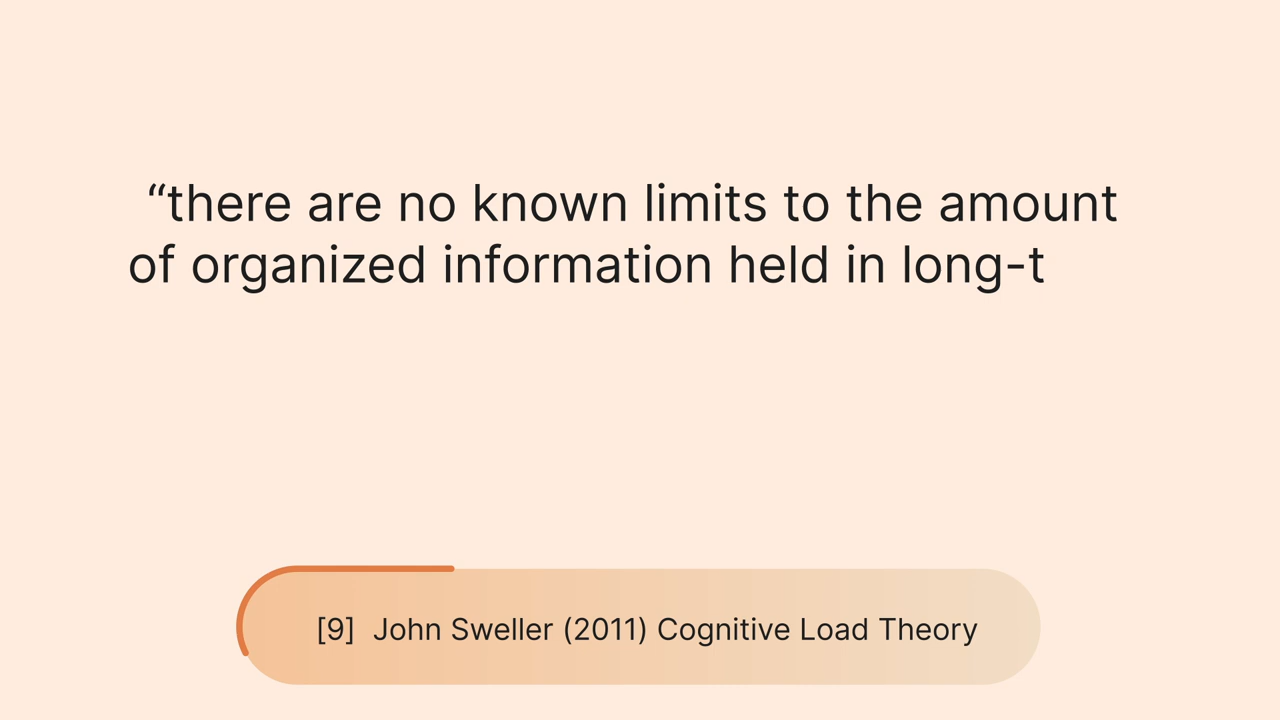 “there are no known limits to the amount
of organized information held in long-t
[9] John Sweller (2011) Cognitive Load Theory